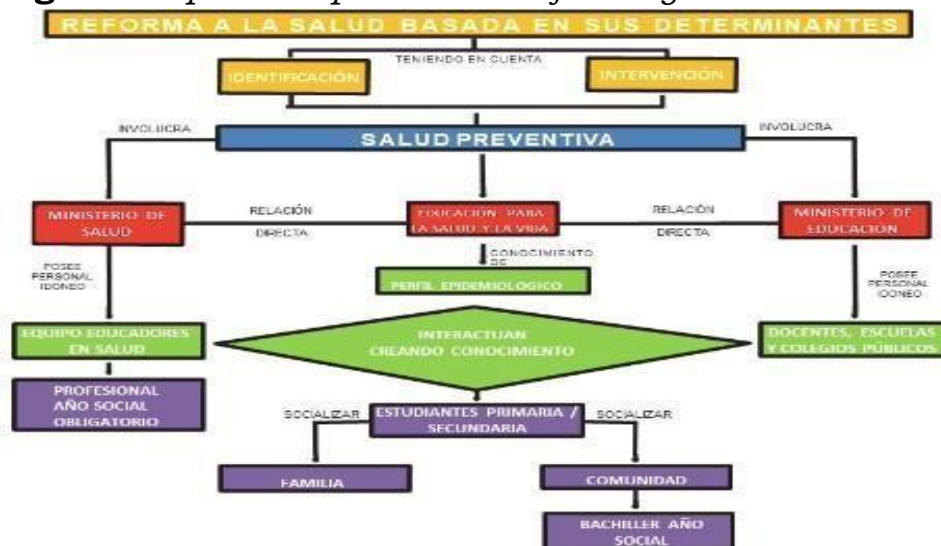 REFORMA A LA SALUD BASADA EN SUS DETERMINANTES
TENIENDO EN CUENTA
IDENTIFICACIÓN
INTERVENCIÓN
INVOLUCRA
INVOLUCRA
SALUD PREVENTIVA
MINISTERIO DE
SALUD
RELACIÓN
DIRECTA
EDUCACIÓN PARA
LA SALUD Y LA VIDA
RELACIÓN
DIRECTA
MINISTERIO DE
EDUCACIÓN
CONOCIMIENTO
DE
POSEE
PERSONAL
IDONEO
POSEE
PERSONAL
IDONEO
PERFIL EPIDEMIOLOGICO
EQUIPO EDUCADORES
EN SALUD
INTERACTUAN
CREANDO CONOCIMIENTO
DOCENTES, ESCUELAS
Y COLEGIOS PÚBLICOS
PROFESIONAL
AÑO SOCIAL
OBLIGATORIO
SOCIALIZAR
ESTUDIANTES PRIMARIA /
SECUNDARIA
SOCIALIZAR
FAMILIA
COMUNIDAD
BACHILLER AÑO
SOCIAL